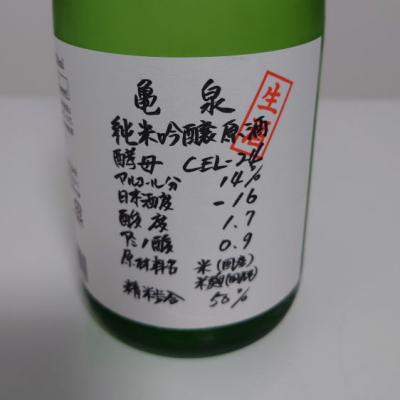 亀泉
生酒
純米吟醸原酒
酵母 CEL-24
アルコール分 14%
日本酒度 -16
酸度 1.7
アミノ酸 0.9
原材料名 米(国産)
米麹(国産米)
精米歩合 50%